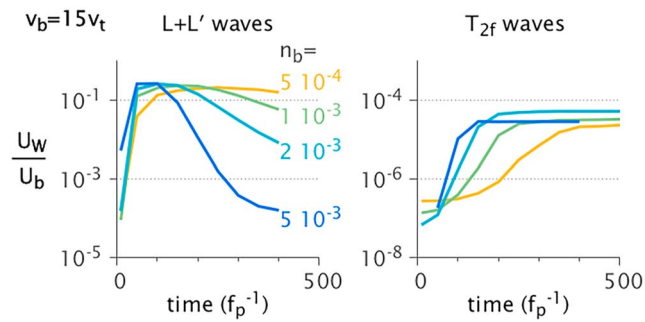 v_b=15v_t
L+L′ waves
T_2f waves
n_b=
5 10^-4
1 10^-3
2 10^-3
5 10^-3
U_W
U_b
10^-1
10^-3
10^-5
0
500
time (f_p^-1)
10^-4
10^-6
10^-8
0
500
time (f_p^-1)